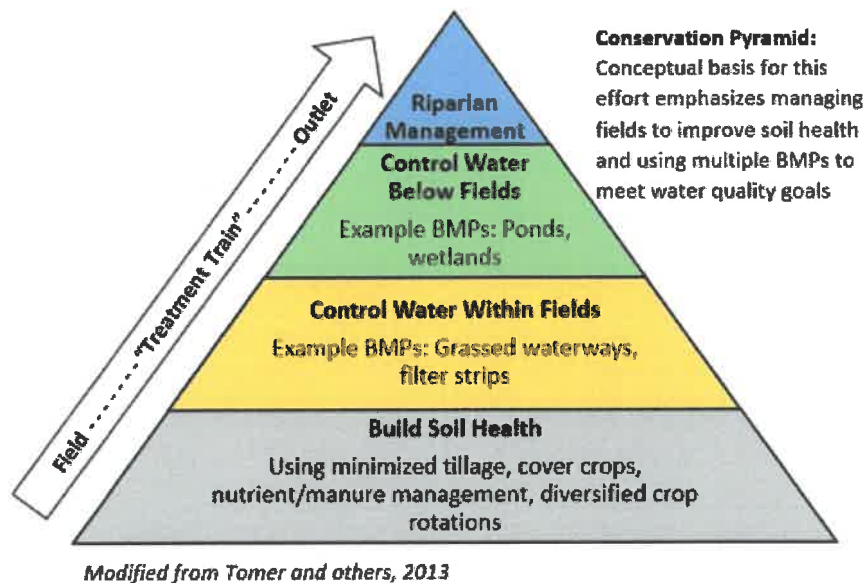 Conservation Pyramid:
Conceptual basis for this
effort emphasizes managing
fields to improve soil health
and using multiple BMPs to
meet water quality goals
Riparian
Management
Control Water
Below Fields
Example BMPs: Ponds,
wetlands
Control Water Within Fields
Example BMPs: Grassed waterways,
filter strips
Build Soil Health
Using minimized tillage, cover crops,
nutrient/manure management, diversified crop
rotations
Field ------ "Treatment Train" ------- Outlet
Modified from Tomer and others, 2013